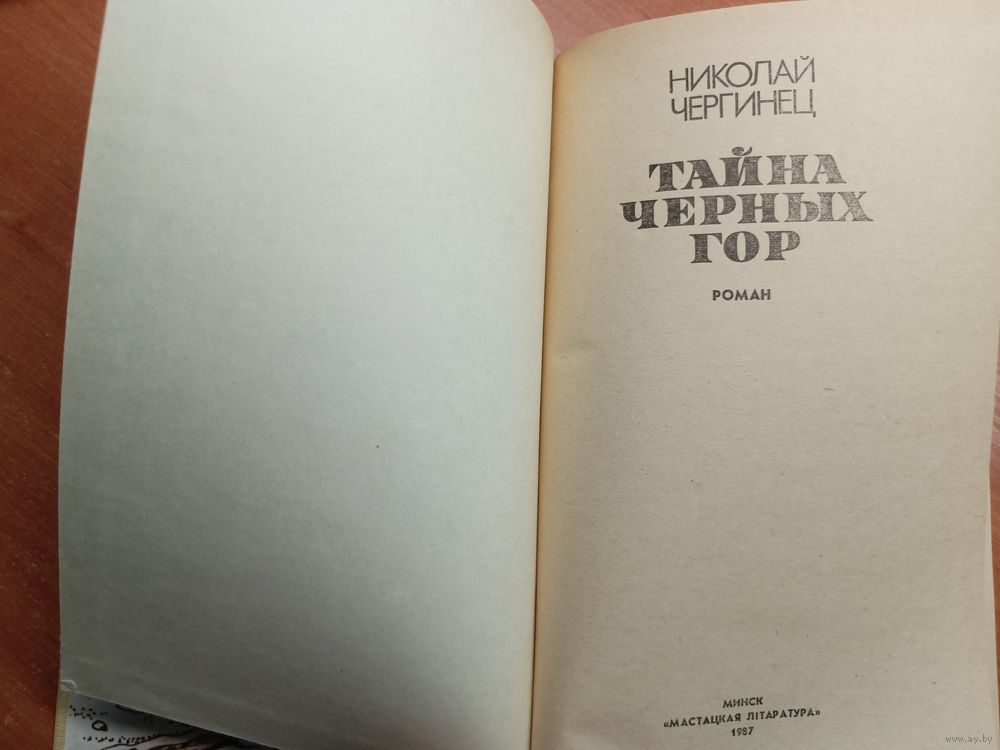 НИКОЛАЙ
ЧЕРГИНЕЦ
ТАЙНА
ЧЕРНЫХ
ГОР
РОМАН
МИНСК
«МАСТАЦКАЯ ЛІТАРАТУРА»
1987
www.ay.by